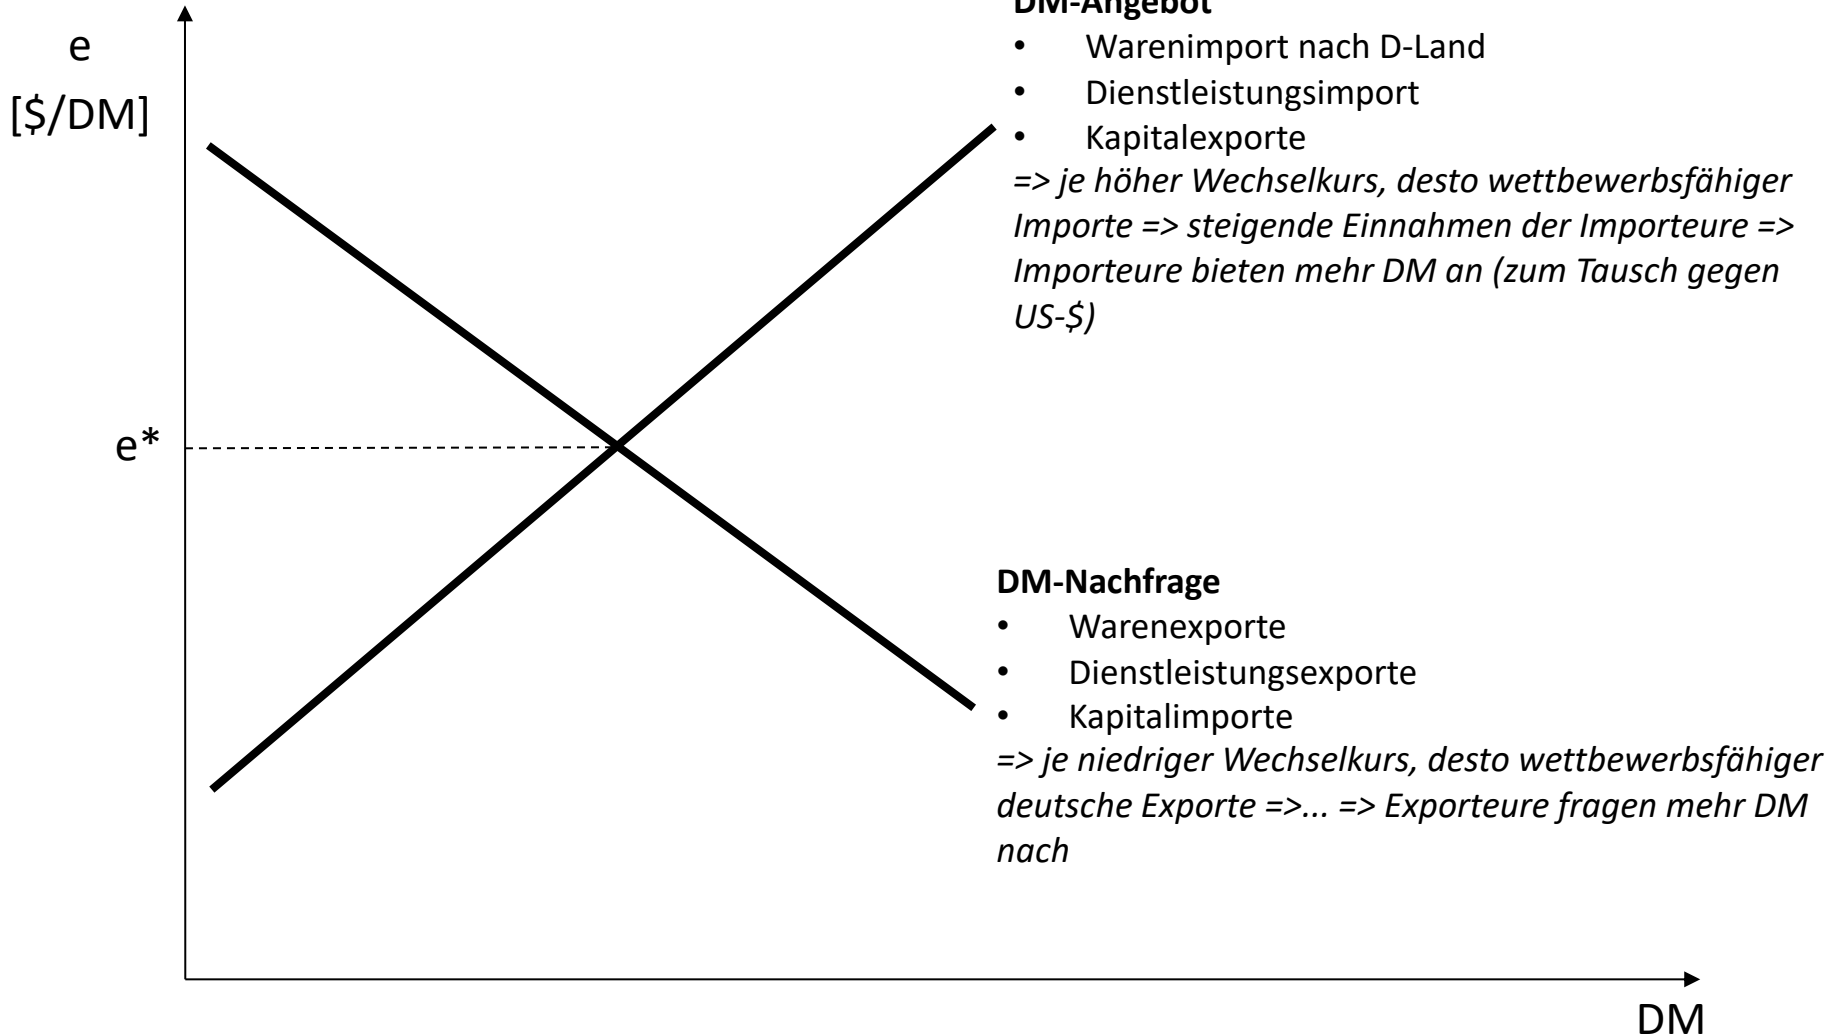 DM-Angebot
e
• Warenimport nach D-Land
• Dienstleistungsimport
[$/DM]
• Kapitalexporte
=> je höher Wechselkurs, desto wettbewerbsfähiger
Importe => steigende Einnahmen der Importeure =>
Importeure bieten mehr DM an (zum Tausch gegen
US-$)
e*
DM-Nachfrage
• Warenexporte
• Dienstleistungsexporte
• Kapitalimporte
=> je niedriger Wechselkurs, desto wettbewerbsfähiger
deutsche Exporte =>... => Exporteure fragen mehr DM
nach
DM